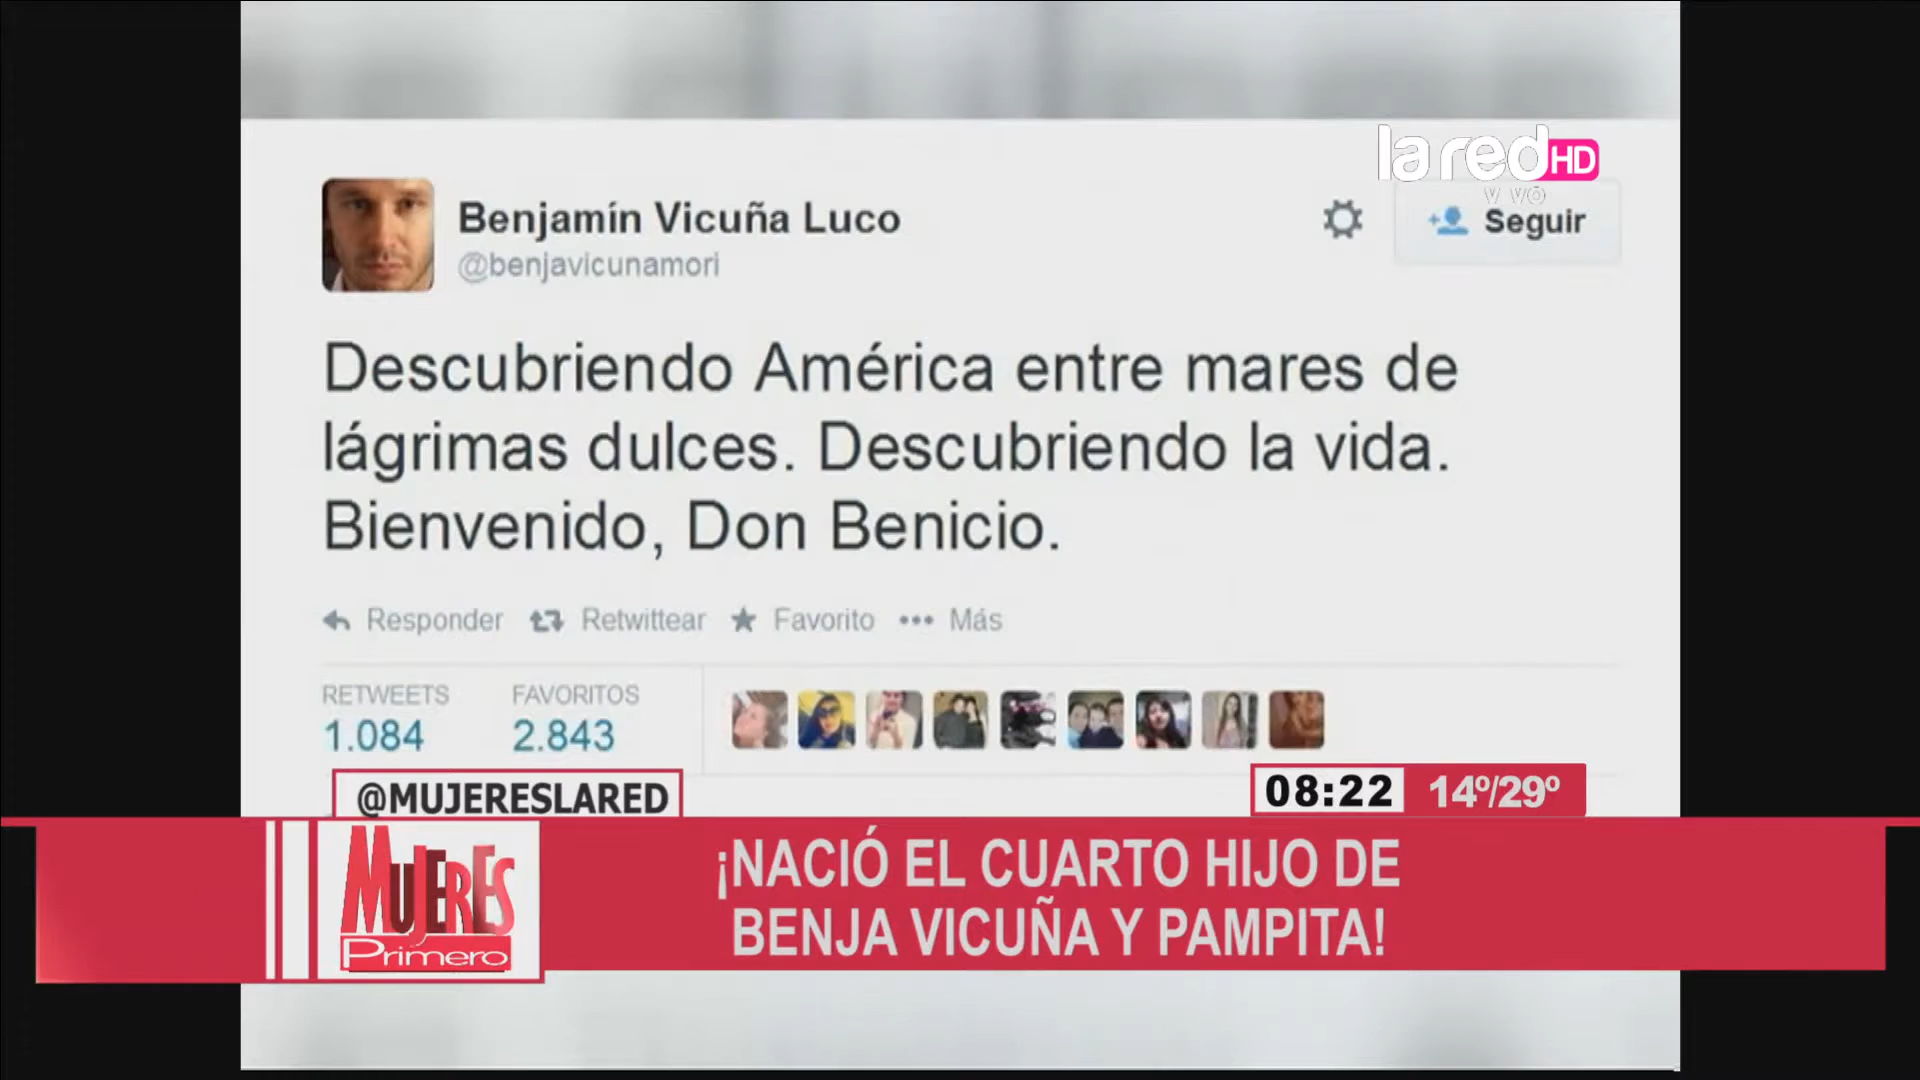 la red HD
Benjamín Vicuña Luco
@benjavicunamori
Seguir
Descubriendo América entre mares de
lágrimas dulces. Descubriendo la vida.
Bienvenido, Don Benicio.
Responder Retwittear Favorito Más
RETWEETS FAVORITOS
1.084 2.843
@MUJERESLARED
08:22 14º/29º
MUJERES
Primero
¡NACIÓ EL CUARTO HIJO DE
BENJA VICUÑA Y PAMPITA!